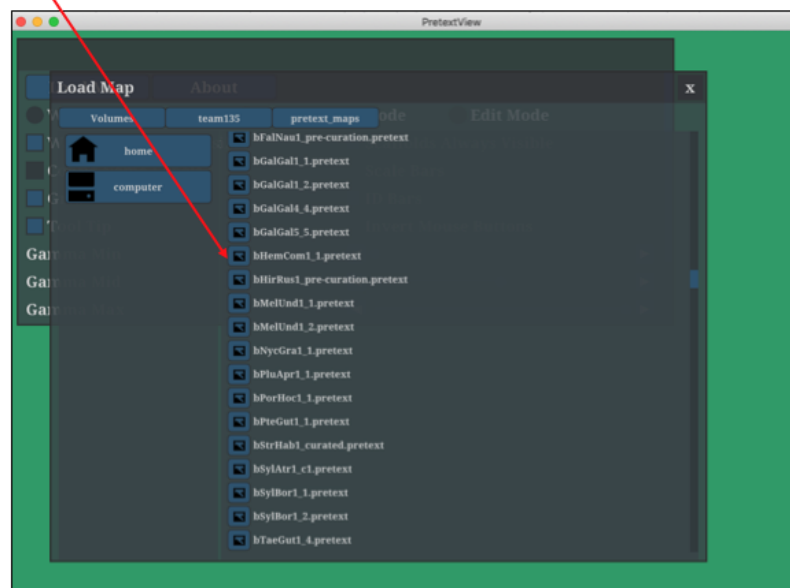 PretextView
Load Map
About
x
Volumes
team135
pretext_maps
Edit Mode
home
computer
bFalNau1_pre-curation.pretext
bGalGal1_1.pretext
bGalGal1_2.pretext
bGalGal4_4.pretext
bGalGal5_5.pretext
bHemCom1_1.pretext
bHirRus1_pre-curation.pretext
bMelUnd1_1.pretext
bMelUnd1_2.pretext
bNycGra1_1.pretext
bPluApr1_1.pretext
bPorHoc1_1.pretext
bPteGut1_1.pretext
bStrHab1_curated.pretext
bSylAtr1_c1.pretext
bSylBor1_1.pretext
bSylBor1_2.pretext
bTaeGut1_4.pretext